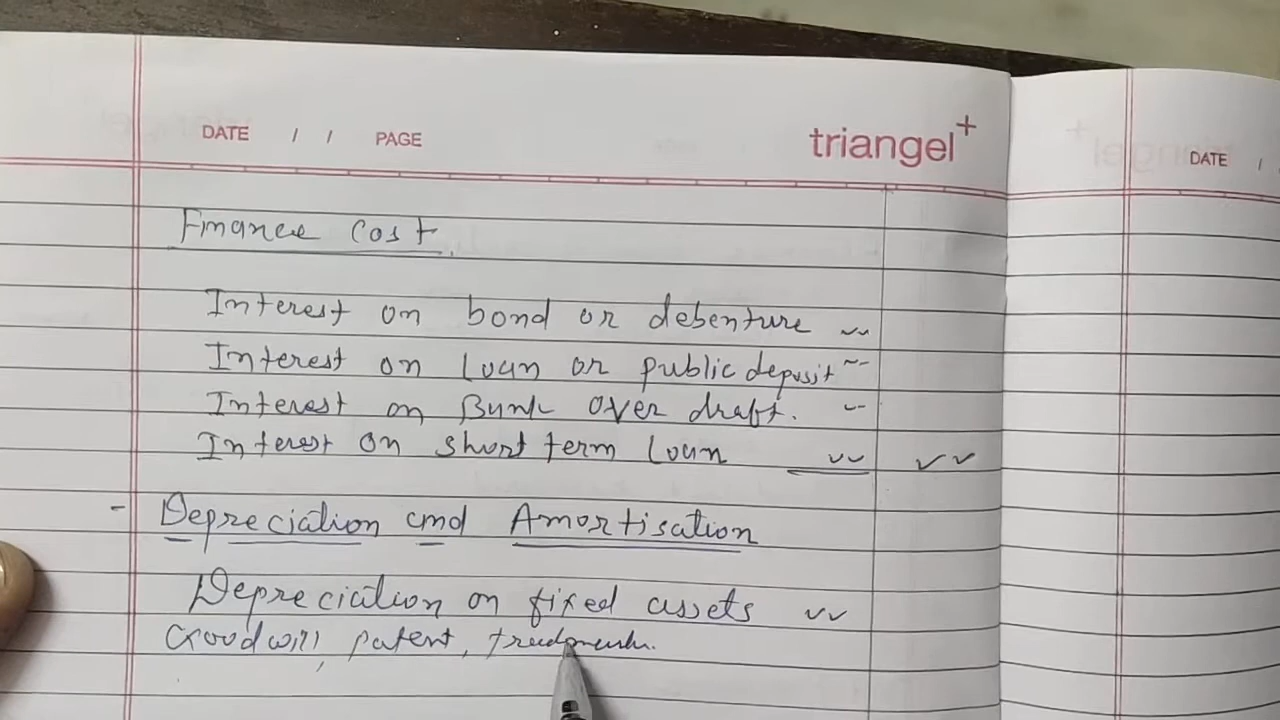 DATE / / PAGE
triangel+
DATE /
Finance Cost.
Interest on bond or debenture
Interest on Loan or public deposit
Interest on Bank Over draft.
Interest on short term Loan
- Depreciation and Amortisation
Depreciation on fixed assets
Goodwill, patent, tredmark.